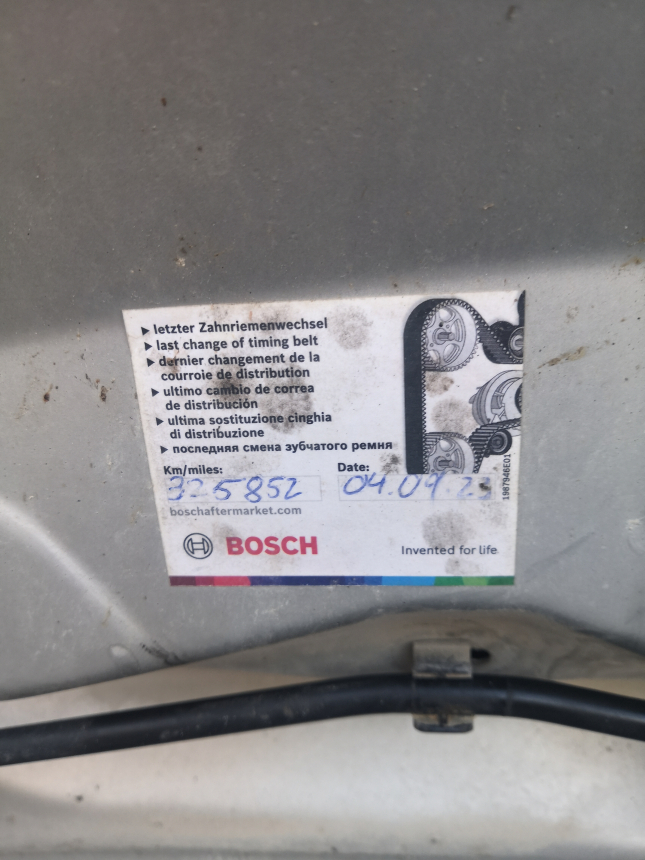 ▸ letzter Zahnriemenwechsel
▸ last change of timing belt
▸ dernier changement de la
courroie de distribution
▸ ultimo cambio de correa
de distribución
▸ ultima sostituzione cinghia
di distribuzione
▸ последняя смена зубчатого ремня
Km/miles: Date:
325852 04.09.23
boschaftermarket.com
1987946E01
BOSCH
Invented for life